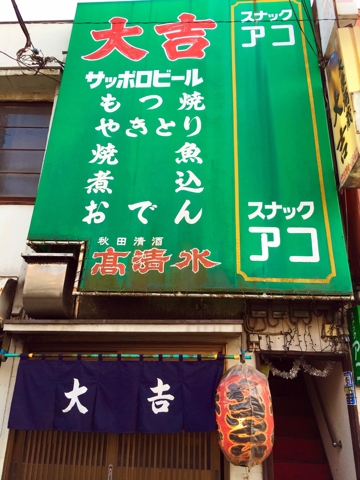 大吉
サッポロビール
もつ焼
やきとり
焼魚
煮込
おでん
秋田清酒
高清水
スナック
アコ
スナック
アコ
大吉